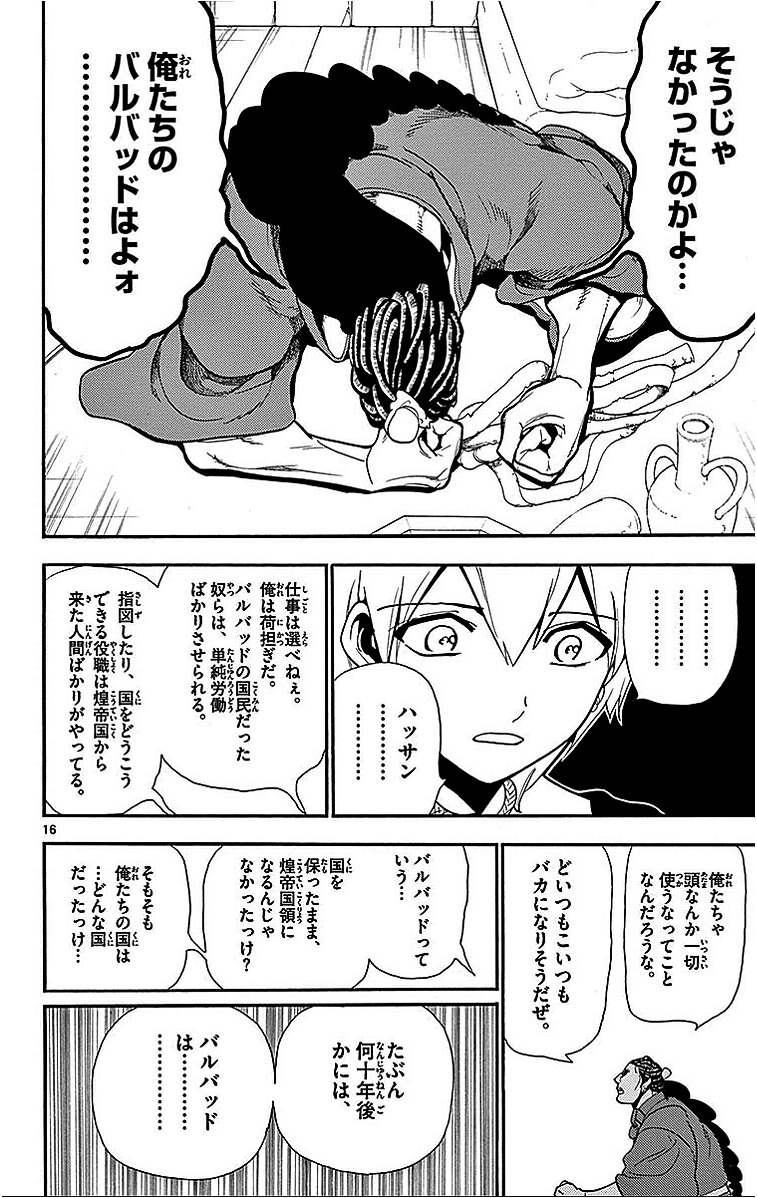 そうじゃ
なかったのかよ…
俺たちの
バルバッドはよォ
……………
…………
…………
ハッサン
…………
仕事は選べねぇ。
俺は荷担ぎだ。
バルバッドの国民だった
奴らは、単純労働
ばかりさせられる。
指図したり、国をどうこう
できる役職は煌帝国から
来た人間ばかりがやってる。
16
俺たちゃ
頭なんか一切
使うなってこと
なんだろうな。
どいつもこいつも
バカになりそうだぜ。
バルバッドって
いう…
国を
保ったまま、
煌帝国領に
なるんじゃ
なかったっけ?
そもそも
俺たちの国は
…どんな国
だったっけ…
たぶん
何十年後
かには、
バルバッド
は…………
…………